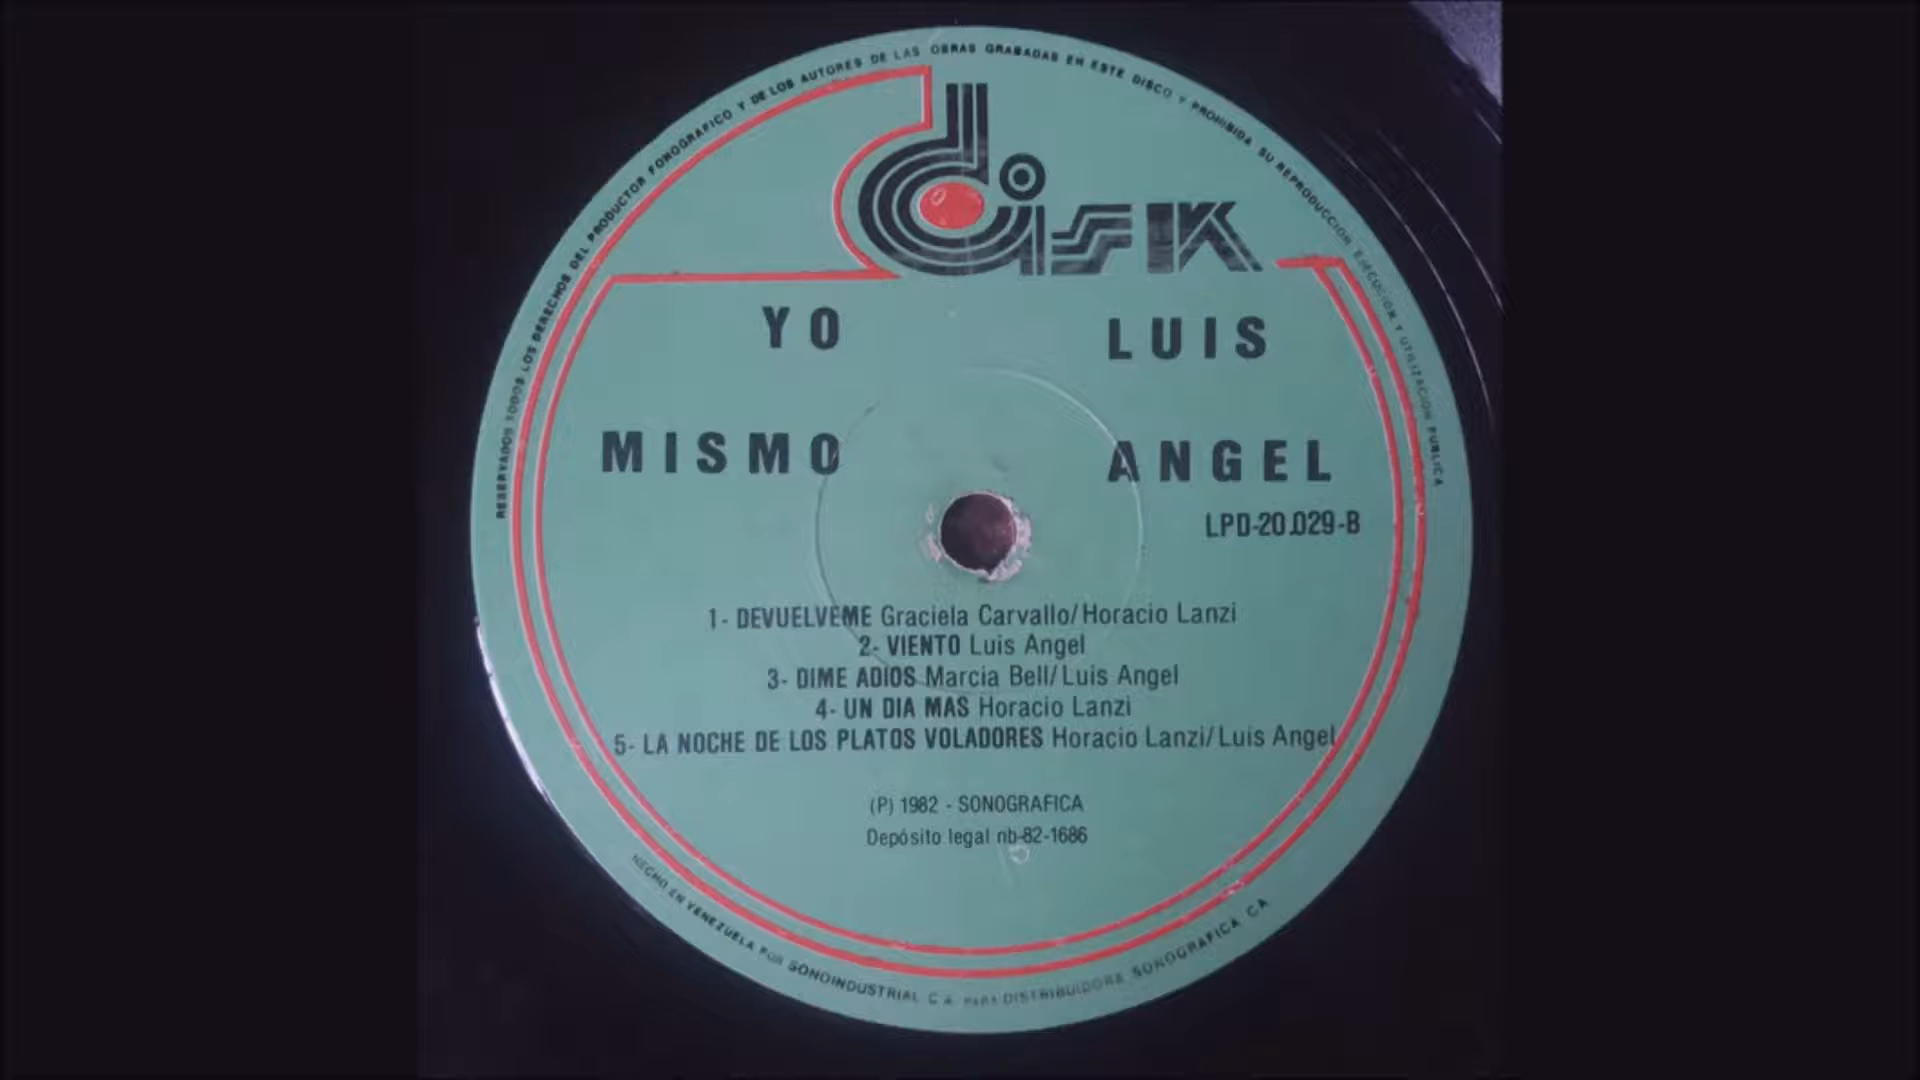 RESERVADOS TODOS LOS DERECHOS DEL PRODUCTOR FONOGRAFICO Y DE LOS AUTORES DE LAS OBRAS GRABADAS EN ESTE DISCO Y PROHIBIDA SU REPRODUCCION EJECUCION Y UTILIZACION PUBLICA
disk
YO
MISMO
LUIS
ANGEL
LPD-20.029-B
1- DEVUELVEME Graciela Carvallo/Horacio Lanzi
2- VIENTO Luis Angel
3- DIME ADIOS Marcia Bell/Luis Angel
4- UN DIA MAS Horacio Lanzi
5- LA NOCHE DE LOS PLATOS VOLADORES Horacio Lanzi/Luis Angel
(P) 1982 - SONOGRAFICA
Depósito legal nb-82-1686
HECHO EN VENEZUELA POR SONOINDUSTRIAL C.A. PARA DISTRIBUIDORA SONOGRAFICA CA